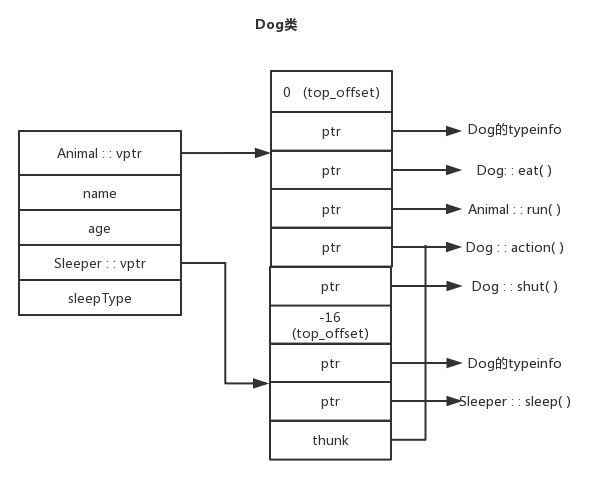 Dog类
0 (top_offset)
ptr
Dog的typeinfo
Animal : : vptr
ptr
Dog: : eat( )
name
ptr
Animal : : run( )
age
ptr
Dog : : action( )
Sleeper : : vptr
ptr
Dog : : shut( )
sleepType
-16
(top_offset)
ptr
Dog的typeinfo
ptr
Sleeper : : sleep( )
thunk